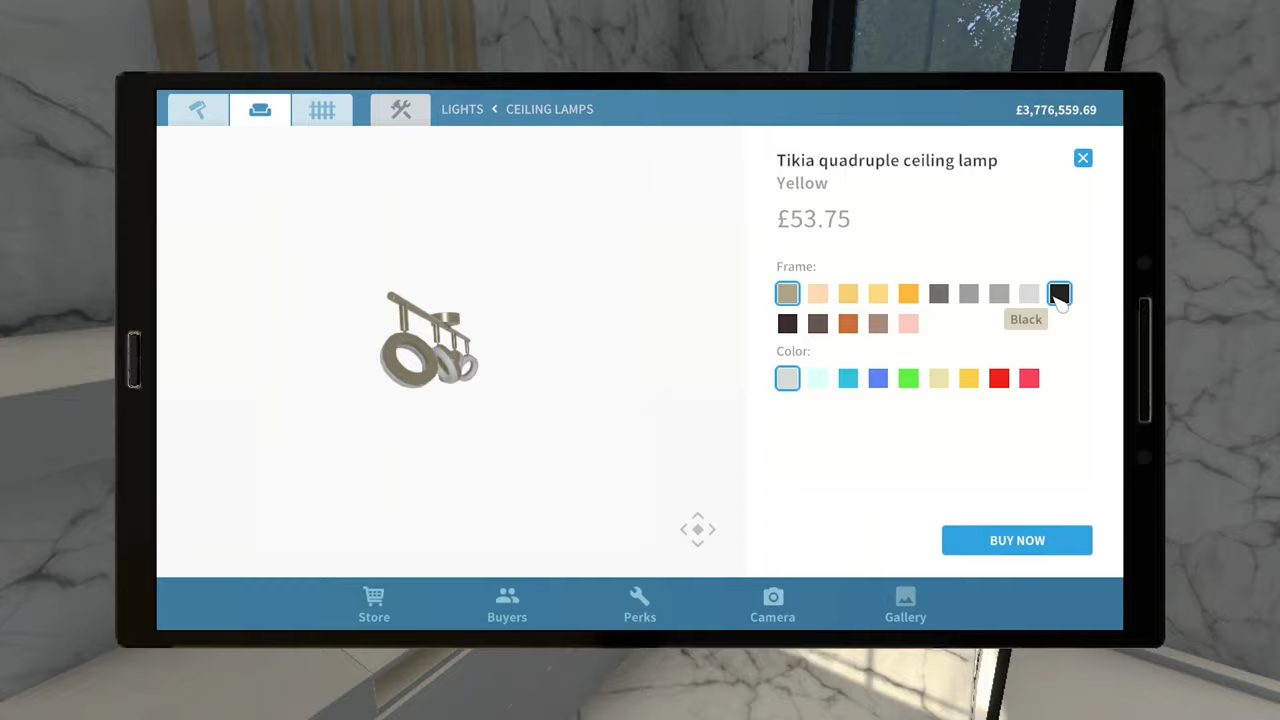 LIGHTS < CEILING LAMPS
£3,776,559.69
Tikia quadruple ceiling lamp
Yellow
£53.75
Frame:
Black
Color:
BUY NOW
Store
Buyers
Perks
Camera
Gallery